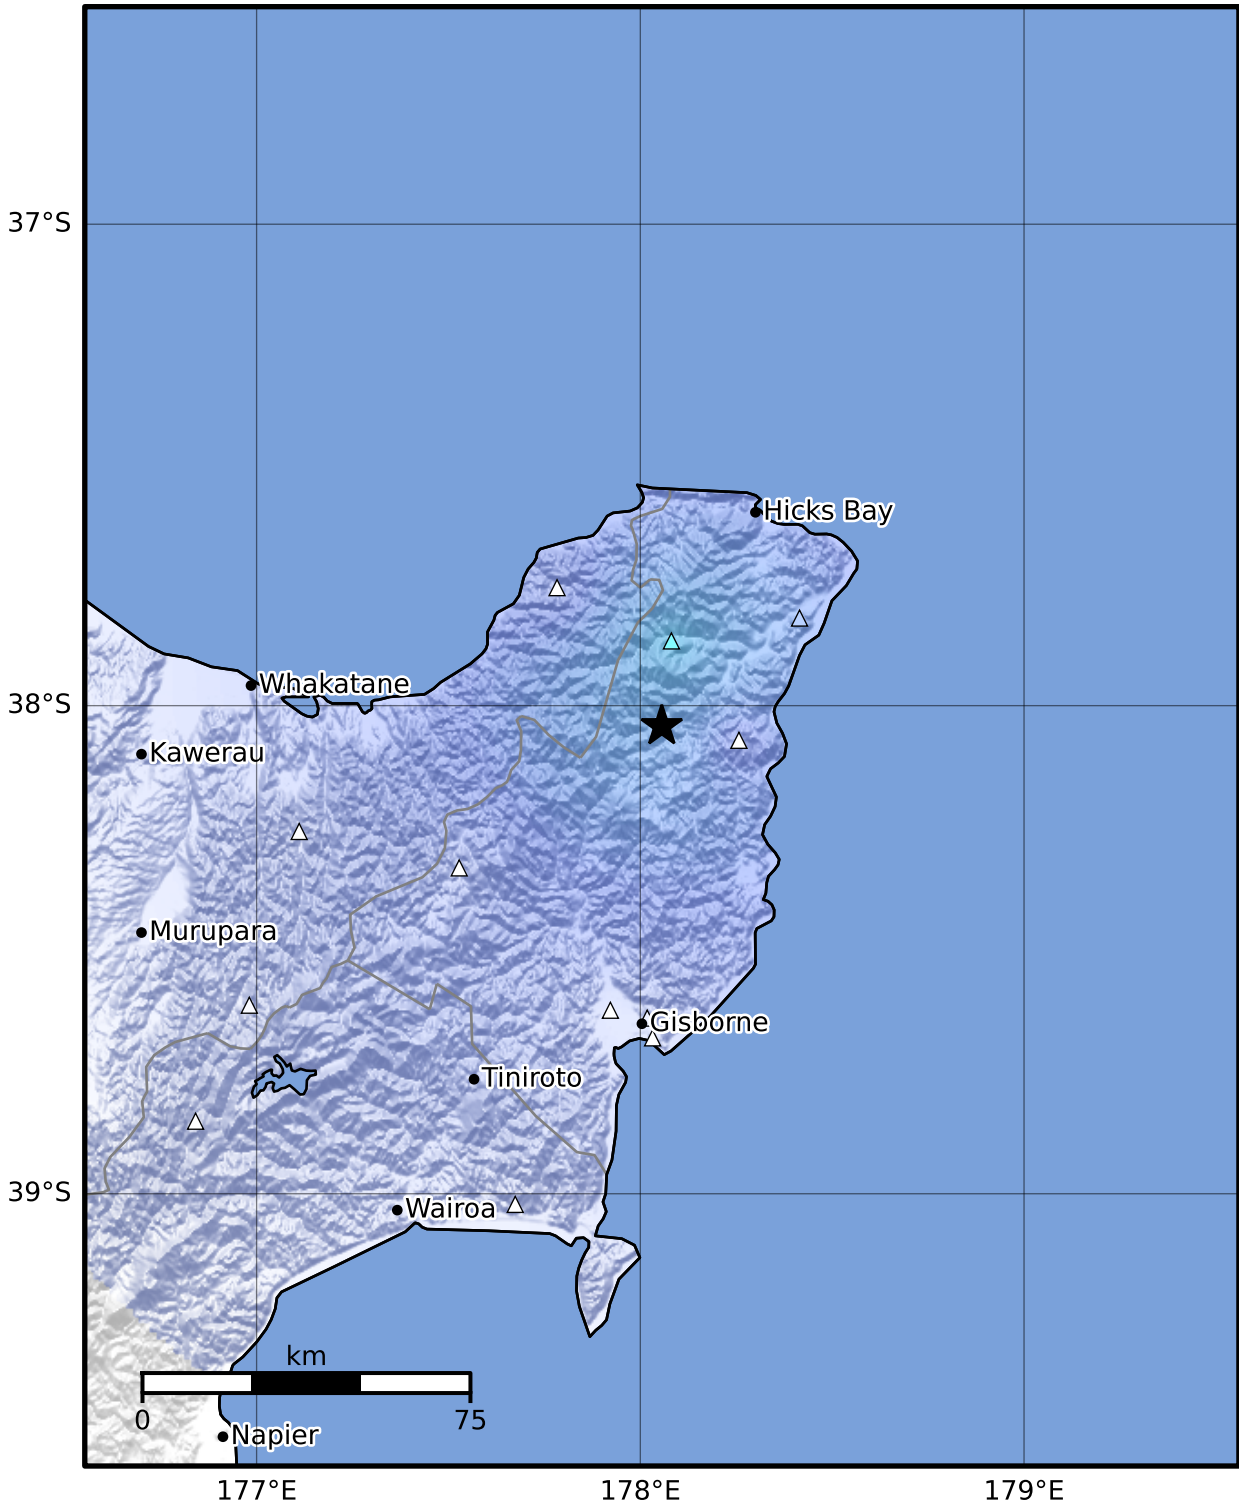 37°S
Hicks Bay
Whakatane
38°S
Kawerau
Murupara
Gisborne
Tiniroto
39°S
Wairoa
km
0 75
Napier
177°E 178°E 179°E